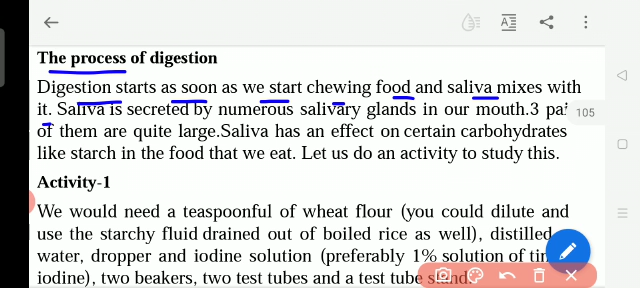 The process of digestion
Digestion starts as soon as we start chewing food and saliva mixes with
it. Saliva is secreted by numerous salivary glands in our mouth.3 pai
105
of them are quite large.Saliva has an effect on certain carbohydrates
like starch in the food that we eat. Let us do an activity to study this.
Activity-1
We would need a teaspoonful of wheat flour (you could dilute and
use the starchy fluid drained out of boiled rice as well), distilled
water, dropper and iodine solution (preferably 1% solution of
iodine), two beakers, two test tubes and a test tube stand.